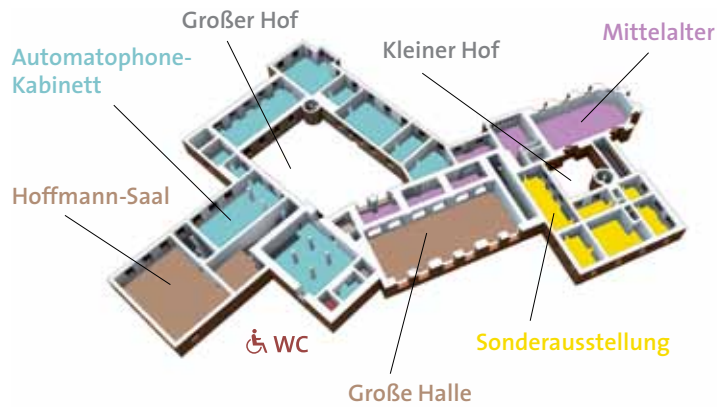 Großer Hof
Mittelalter
Kleiner Hof
Automatophone-
Kabinett
Hoffmann-Saal
WC
Sonderausstellung
Große Halle